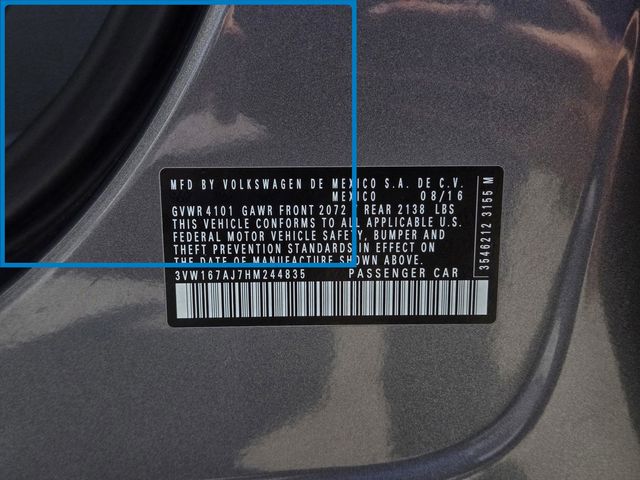 MFD BY VOLKSWAGEN DE MEXICO S.A. DE C.V.
MEXICO 08/16
GVWR 4101 GAWR FRONT 2072 REAR 2138 LBS
THIS VEHICLE CONFORMS TO ALL APPLICABLE U.S.
FEDERAL MOTOR VEHICLE SAFETY, BUMPER AND
THEFT PREVENTION STANDARDS IN EFFECT
ON THE DATE OF MANUFACTURE SHOWN ABOVE.
3VW167AJ7HM244835 PASSENGER CAR
3546212 3155 M